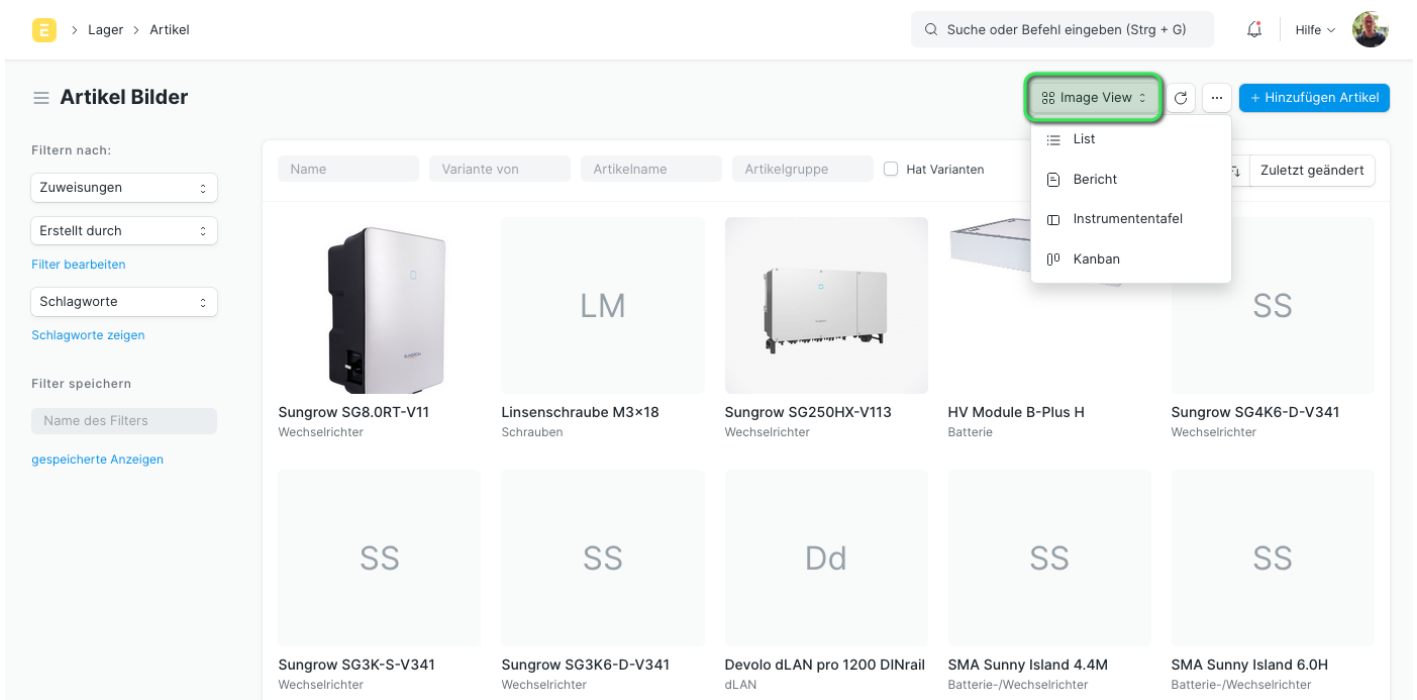 E
Lager
Artikel
Suche oder Befehl eingeben (Strg + G)
Hilfe
Artikel Bilder
Image View
···
+ Hinzufügen Artikel
List
Bericht
Instrumententafel
Kanban
Filtern nach:
Zuweisungen
Erstellt durch
Filter bearbeiten
Schlagworte
Schlagworte zeigen
Filter speichern
Name des Filters
gespeicherte Anzeigen
Name
Variante von
Artikelname
Artikelgruppe
Hat Varianten
Zuletzt geändert
LM
SS
Sungrow SG8.0RT-V11
Wechselrichter
Linsenschraube M3x18
Schrauben
Sungrow SG250HX-V113
Wechselrichter
HV Module B-Plus H
Batterie
Sungrow SG4K6-D-V341
Wechselrichter
SS
SS
Dd
SS
SS
Sungrow SG3K-S-V341
Wechselrichter
Sungrow SG3K6-D-V341
Wechselrichter
Devolo dLAN pro 1200 DINrail
dLAN
SMA Sunny Island 4.4M
Batterie-/Wechselrichter
SMA Sunny Island 6.0H
Batterie-/Wechselrichter